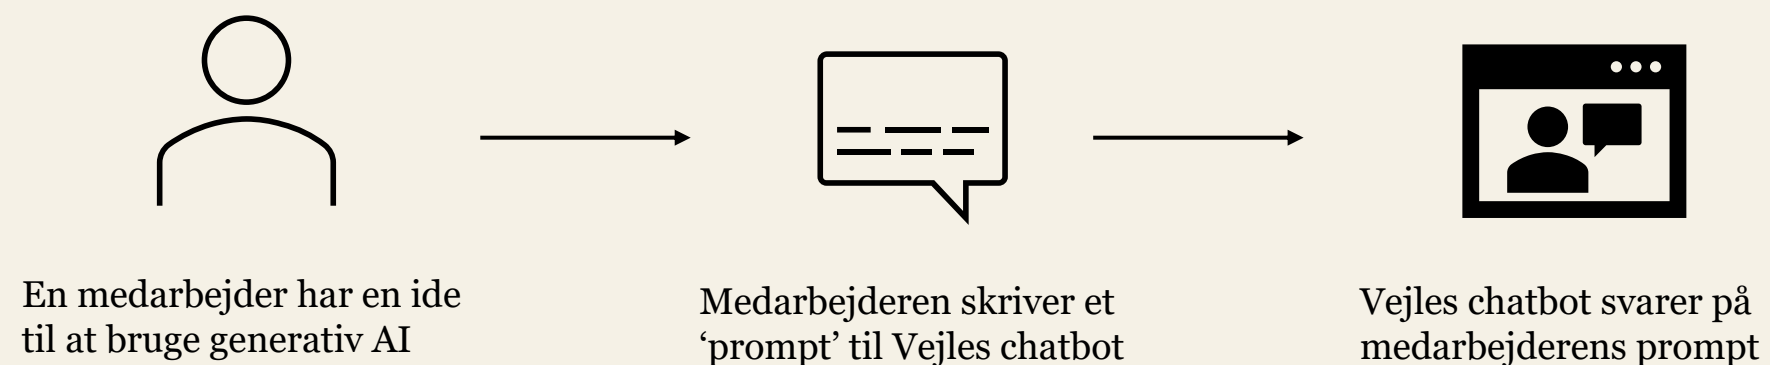 En medarbejder har en ide
til at bruge generativ AI
Medarbejderen skriver et
‘prompt’ til Vejles chatbot
Vejles chatbot svarer på
medarbejderens prompt